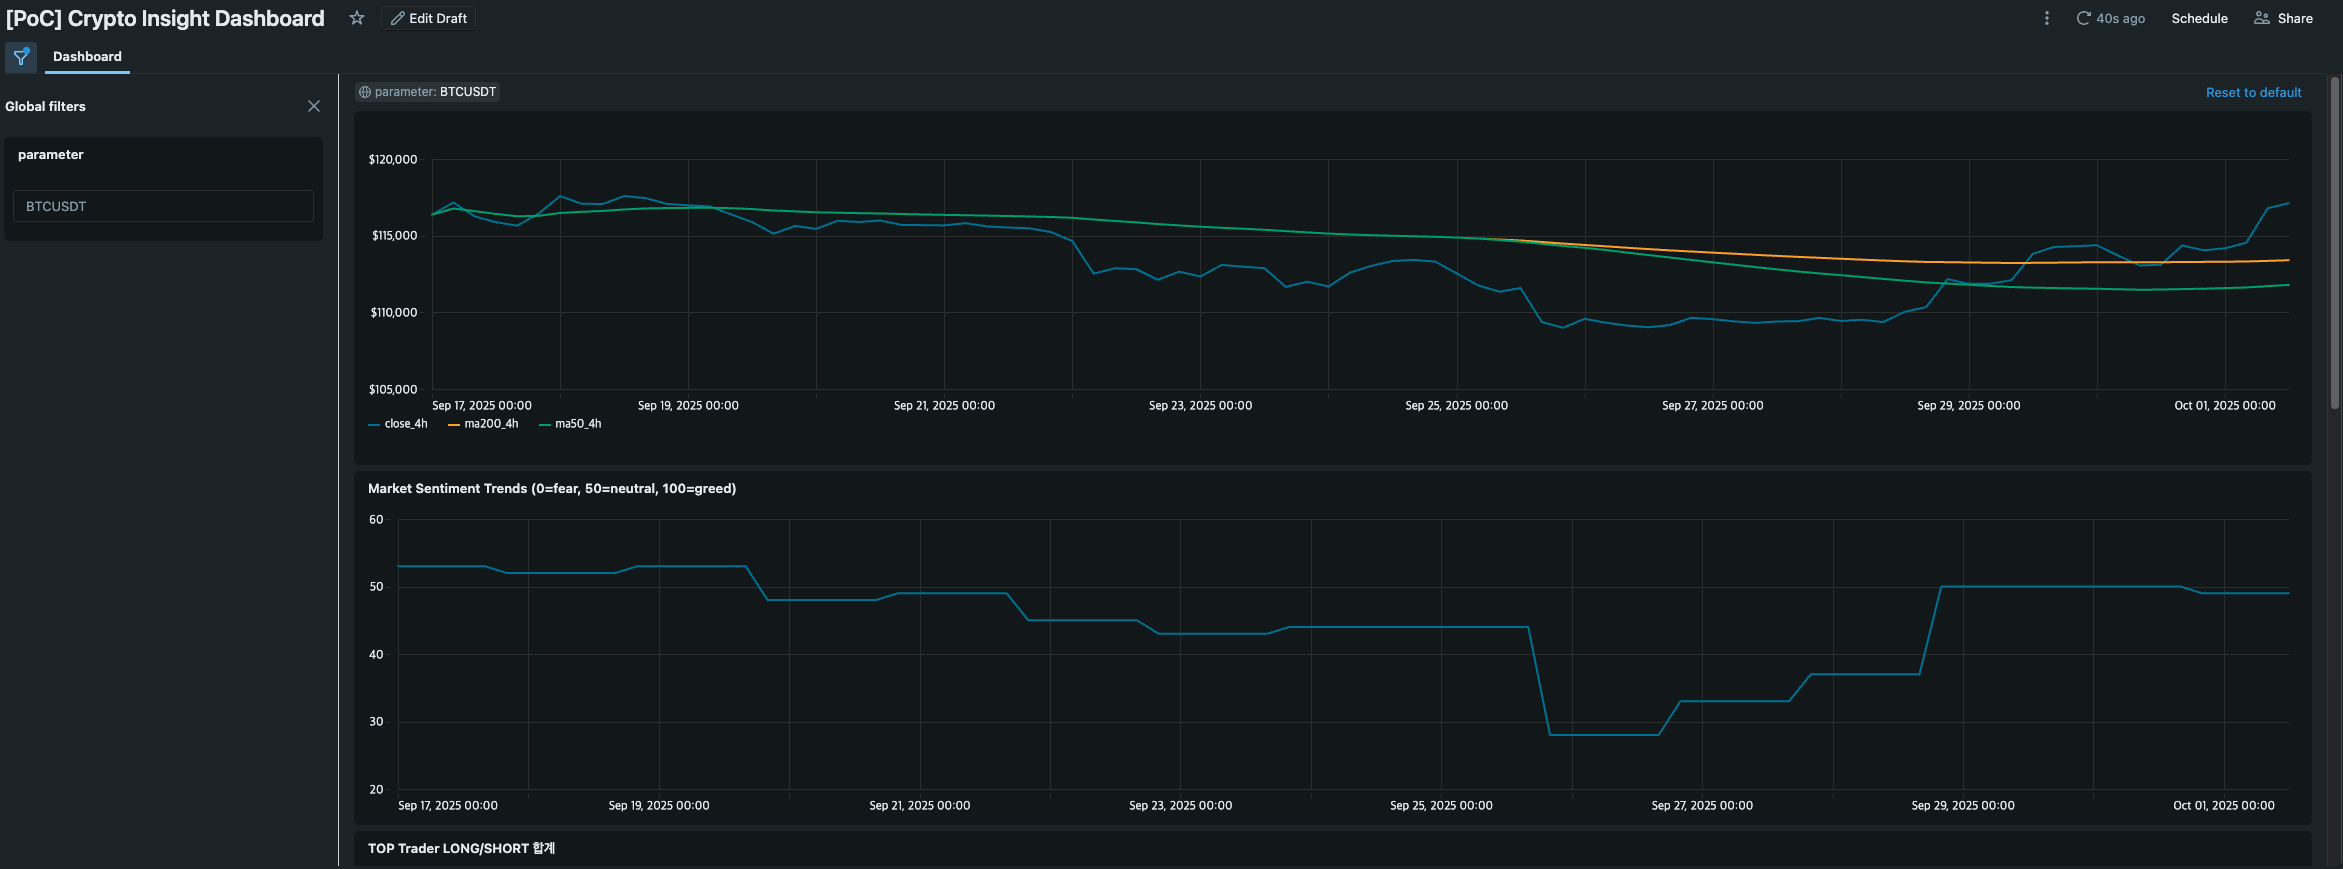 [PoC] Crypto Insight Dashboard
Edit Draft
40s ago
Schedule
Share
Dashboard
Global filters
parameter
BTCUSDT
parameter: BTCUSDT
Reset to default
$120,000
$115,000
$110,000
$105,000
Sep 17, 2025 00:00
Sep 19, 2025 00:00
Sep 21, 2025 00:00
Sep 23, 2025 00:00
Sep 25, 2025 00:00
Sep 27, 2025 00:00
Sep 29, 2025 00:00
Oct 01, 2025 00:00
close_4h
ma200_4h
ma50_4h
Market Sentiment Trends (0=fear, 50=neutral, 100=greed)
60
50
40
30
20
Sep 17, 2025 00:00
Sep 19, 2025 00:00
Sep 21, 2025 00:00
Sep 23, 2025 00:00
Sep 25, 2025 00:00
Sep 27, 2025 00:00
Sep 29, 2025 00:00
Oct 01, 2025 00:00
TOP Trader LONG/SHORT 합계